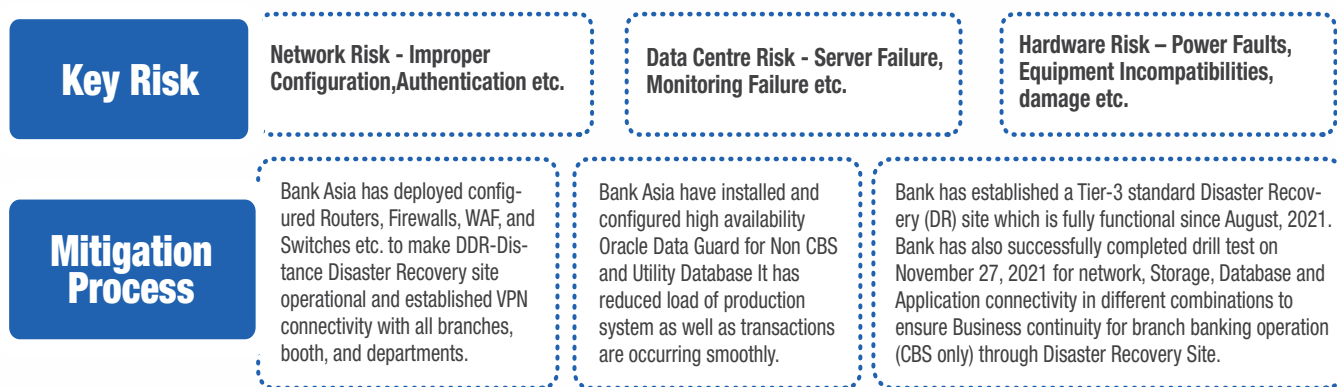 Key Risk
Network Risk - Improper
Configuration,Authentication etc.
Data Centre Risk - Server Failure,
Monitoring Failure etc.
Hardware Risk – Power Faults,
Equipment Incompatibilities,
damage etc.
Mitigation
Process
Bank Asia has deployed config-
ured Routers, Firewalls, WAF, and
Switches etc. to make DDR-Dis-
tance Disaster Recovery site
operational and established VPN
connectivity with all branches,
booth, and departments.
Bank Asia have installed and
configured high availability
Oracle Data Guard for Non CBS
and Utility Database It has
reduced load of production
system as well as transactions
are occurring smoothly.
Bank has established a Tier-3 standard Disaster Recov-
ery (DR) site which is fully functional since August, 2021.
Bank has also successfully completed drill test on
November 27, 2021 for network, Storage, Database and
Application connectivity in different combinations to
ensure Business continuity for branch banking operation
(CBS only) through Disaster Recovery Site.